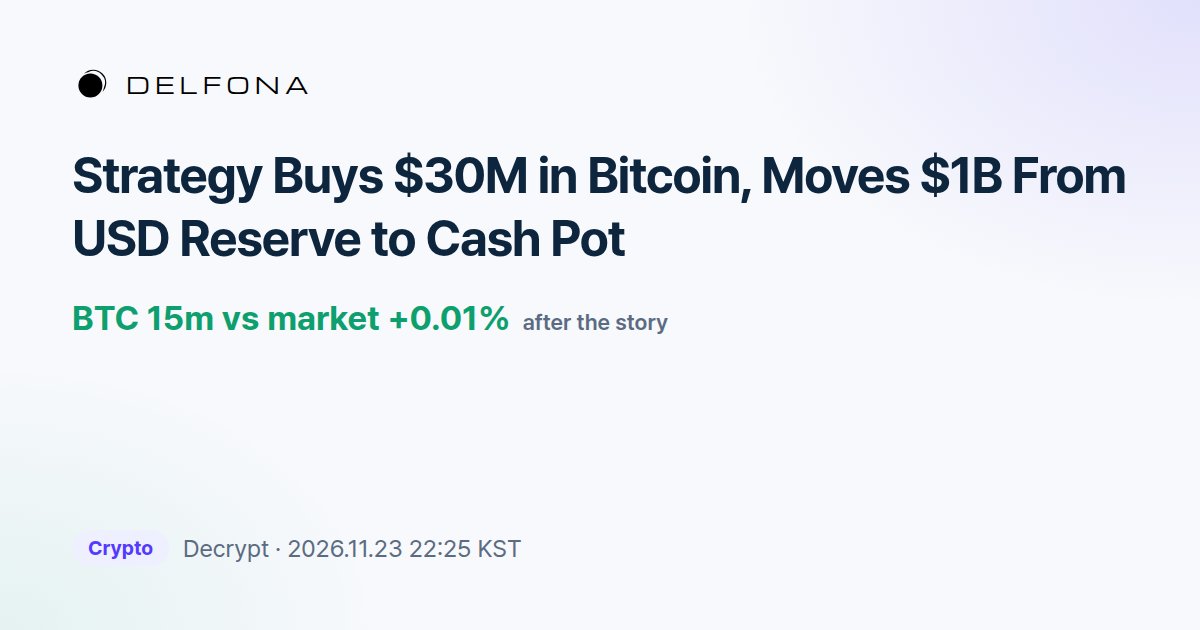 DELFONA
Strategy Buys $30M in Bitcoin, Moves $1B From
USD Reserve to Cash Pot
BTC 15m vs market +0.01% after the story
Crypto Decrypt · 2026.11.23 22:25 KST